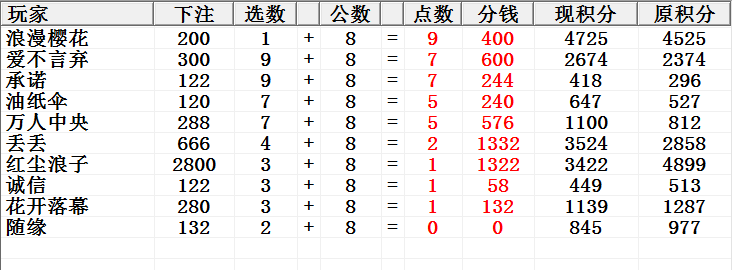 玩家 下注 选数 公数 点数 分钱 现积分 原积分
浪漫樱花 200 1 + 8 = 9 400 4725 4525
爱不言弃 300 9 + 8 = 7 600 2674 2374
承诺 122 9 + 8 = 7 244 418 296
油纸伞 120 7 + 8 = 5 240 647 527
万人中央 288 7 + 8 = 5 576 1100 812
丢丢 666 4 + 8 = 2 1332 3524 2858
红尘浪子 2800 3 + 8 = 1 1322 3422 4899
诚信 122 3 + 8 = 1 58 449 513
花开落幕 280 3 + 8 = 1 132 1139 1287
随缘 132 2 + 8 = 0 0 845 977